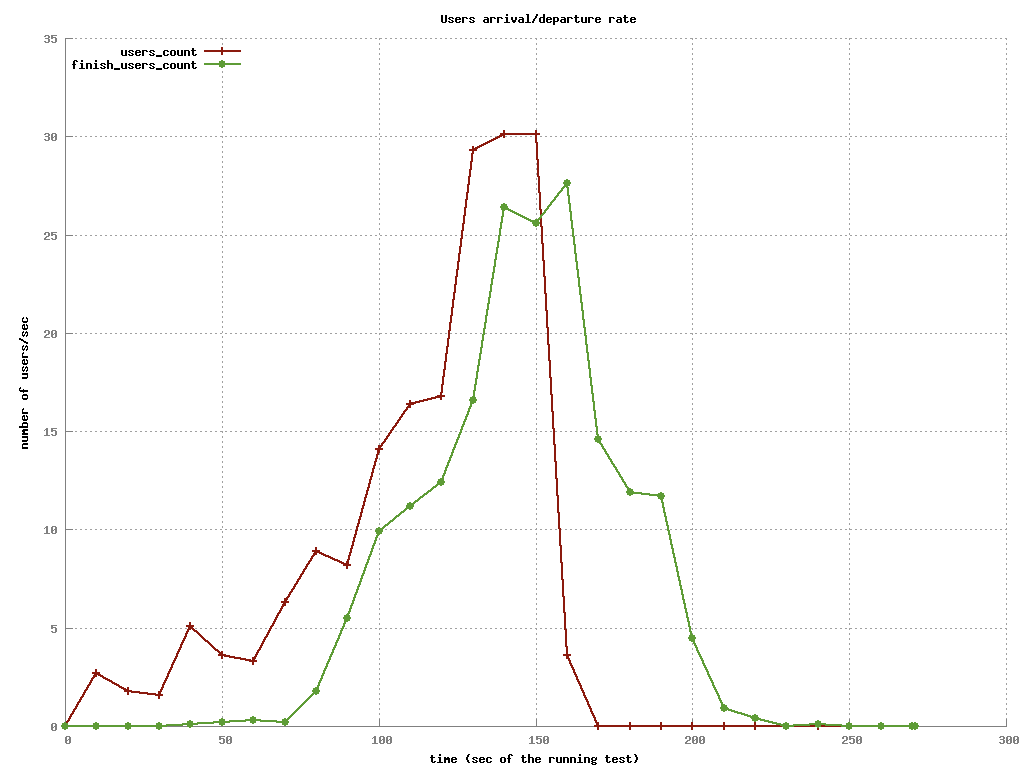 Users arrival/departure rate
users_count
finish_users_count
35
30
25
20
15
10
5
0
number of users/sec
0 50 100 150 200 250 300
time (sec of the running test)